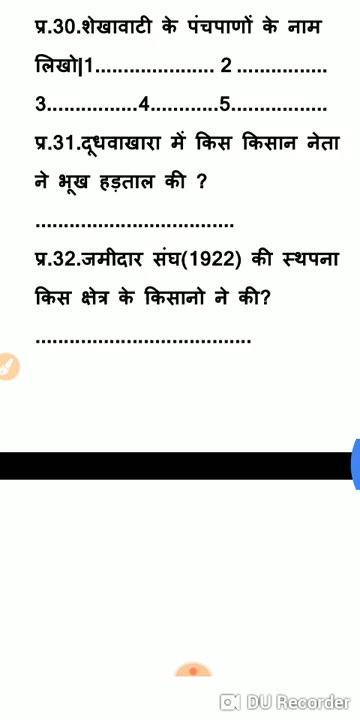 प्र.30.शेखावाटी के पंचपाणों के नाम
लिखो|1..................... 2 ................
3................4............5.................
प्र.31.दूधवाखारा में किस किसान नेता
ने भूख हड़ताल की ?
...................................
प्र.32.जमीदार संघ(1922) की स्थपना
किस क्षेत्र के किसानो ने की?
......................................
DU Recorder